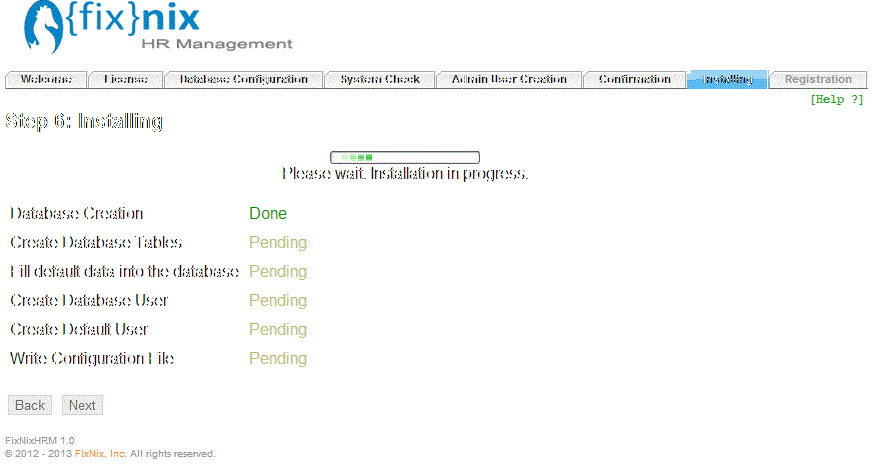 {fix}nix
HR Management
Welcome License Database Configuration System Check Admin User Creation Confirmation Installing Registration
[Help ?]
Step 6: Installing
Please wait. Installation in progress.
Database Creation Done
Create Database Tables Pending
Fill default data into the database Pending
Create Database User Pending
Create Default User Pending
Write Configuration File Pending
Back Next
FixNixHRM 1.0
© 2012 - 2013 FixNix, Inc. All rights reserved.